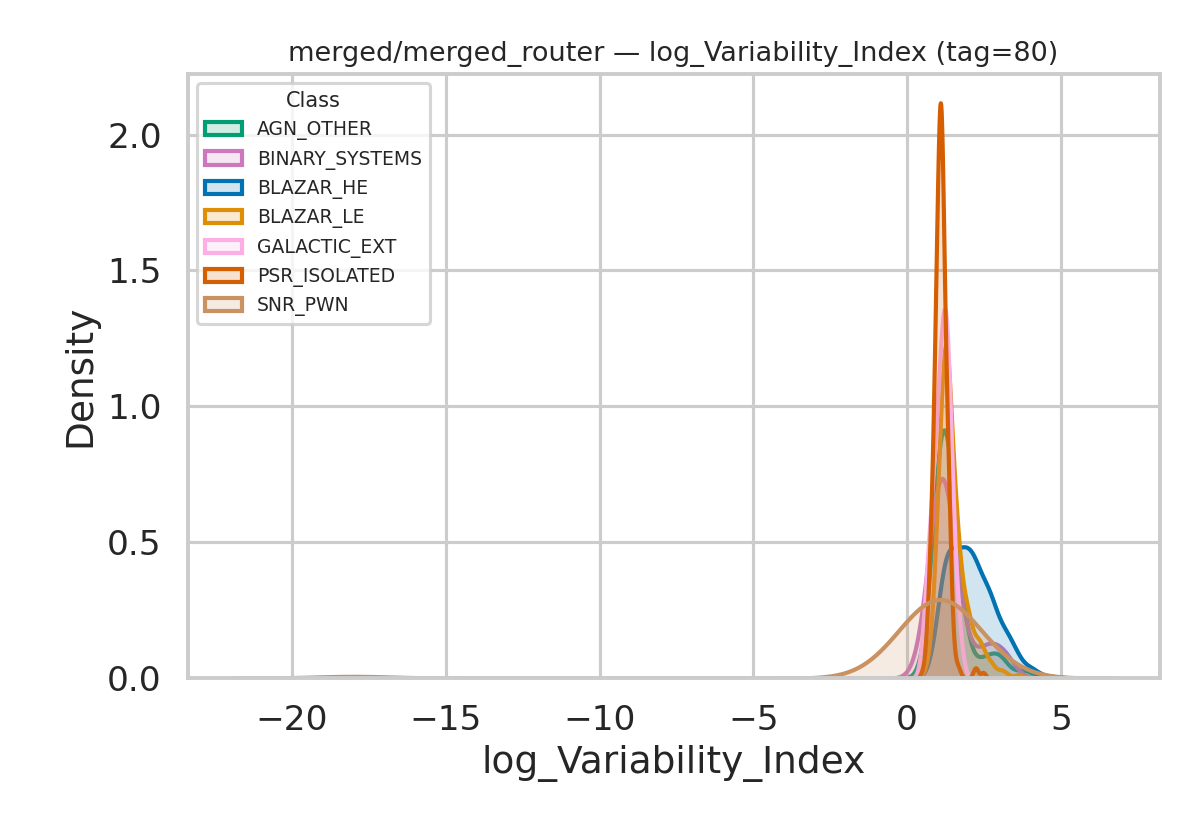 merged/merged_router — log_Variability_Index (tag=80)
Class
AGN_OTHER
BINARY_SYSTEMS
BLAZAR_HE
BLAZAR_LE
GALACTIC_EXT
PSR_ISOLATED
SNR_PWN
Density
2.0
1.5
1.0
0.5
0.0
−20 −15 −10 −5 0 5
log_Variability_Index